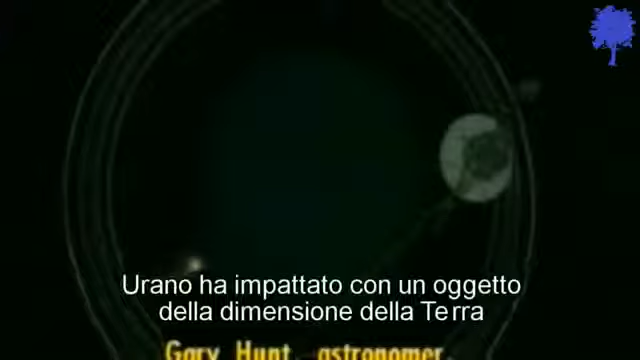 Urano ha impattato con un oggetto
della dimensione della Terra
Gary Hunt, astronomer